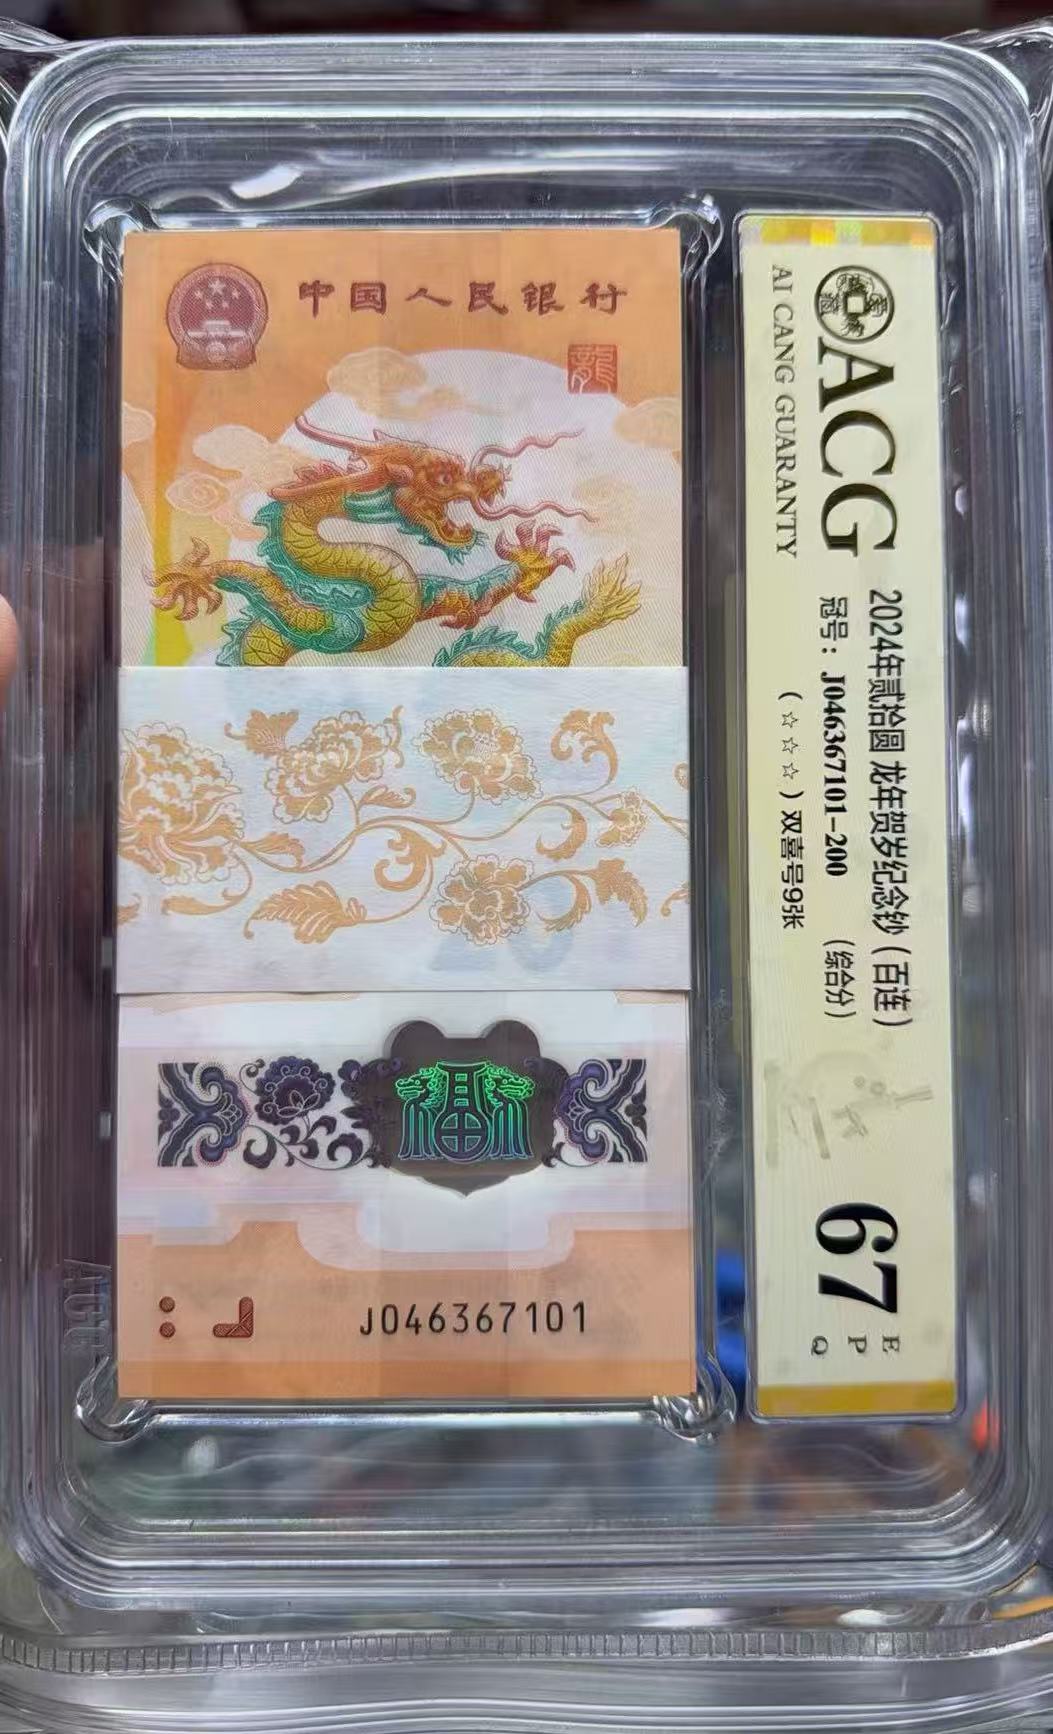 中国人民银行
龍
J046367101
ACG
AI CANG GUARANTY
2024年贰拾圆 龙年贺岁纪念钞（百连）
冠号：J046367101-200 （综合分）
（☆☆☆）双喜号9张
67
E
P
Q